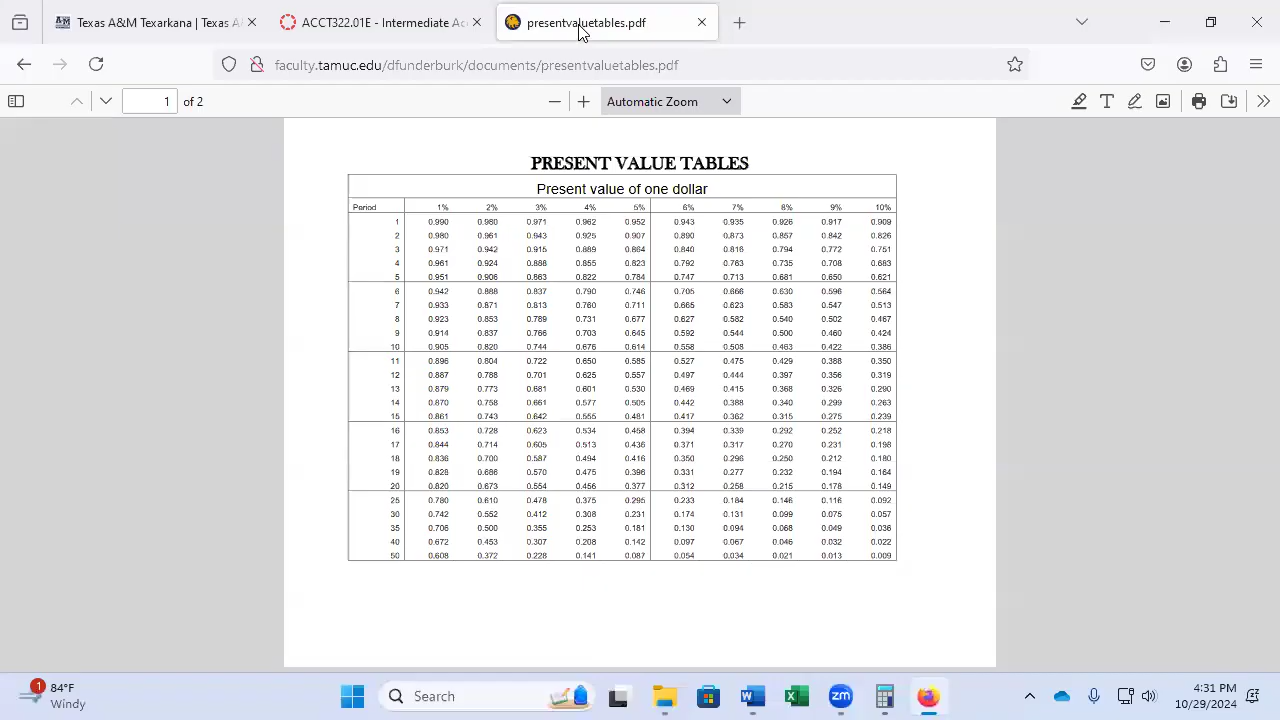 Texas A&M Texarkana | Texas A&
ACCT322.01E - Intermediate Acc
presentvaluetables.pdf
faculty.tamuc.edu/dfunderburk/documents/presentvaluetables.pdf
1 of 2
Automatic Zoom
PRESENT VALUE TABLES
Present value of one dollar
Period 1% 2% 3% 4% 5% 6% 7% 8% 9% 10%
1 0.990 0.980 0.971 0.962 0.952 0.943 0.935 0.926 0.917 0.909
2 0.980 0.961 0.943 0.925 0.907 0.890 0.873 0.857 0.842 0.826
3 0.971 0.942 0.915 0.889 0.864 0.840 0.816 0.794 0.772 0.751
4 0.961 0.924 0.888 0.855 0.823 0.792 0.763 0.735 0.708 0.683
5 0.951 0.906 0.863 0.822 0.784 0.747 0.713 0.681 0.650 0.621
6 0.942 0.888 0.837 0.790 0.746 0.705 0.666 0.630 0.596 0.564
7 0.933 0.871 0.813 0.760 0.711 0.665 0.623 0.583 0.547 0.513
8 0.923 0.853 0.789 0.731 0.677 0.627 0.582 0.540 0.502 0.467
9 0.914 0.837 0.766 0.703 0.645 0.592 0.544 0.500 0.460 0.424
10 0.905 0.820 0.744 0.676 0.614 0.558 0.508 0.463 0.422 0.386
11 0.896 0.804 0.722 0.650 0.585 0.527 0.475 0.429 0.388 0.350
12 0.887 0.788 0.701 0.625 0.557 0.497 0.444 0.397 0.356 0.319
13 0.879 0.773 0.681 0.601 0.530 0.469 0.415 0.368 0.326 0.290
14 0.870 0.758 0.661 0.577 0.505 0.442 0.388 0.340 0.299 0.263
15 0.861 0.743 0.642 0.555 0.481 0.417 0.362 0.315 0.275 0.239
16 0.853 0.728 0.623 0.534 0.458 0.394 0.339 0.292 0.252 0.218
17 0.844 0.714 0.605 0.513 0.436 0.371 0.317 0.270 0.231 0.198
18 0.836 0.700 0.587 0.494 0.416 0.350 0.296 0.250 0.212 0.180
19 0.828 0.686 0.570 0.475 0.396 0.331 0.277 0.232 0.194 0.164
20 0.820 0.673 0.554 0.456 0.377 0.312 0.258 0.215 0.178 0.149
25 0.780 0.610 0.478 0.375 0.295 0.233 0.184 0.146 0.116 0.092
30 0.742 0.552 0.412 0.308 0.231 0.174 0.131 0.099 0.075 0.057
35 0.706 0.500 0.355 0.253 0.181 0.130 0.094 0.068 0.049 0.036
40 0.672 0.453 0.307 0.208 0.142 0.097 0.067 0.046 0.032 0.022
50 0.608 0.372 0.228 0.141 0.087 0.054 0.034 0.021 0.013 0.009
1
84°F
Windy
Search
zm
4:31 PM
10/29/2024